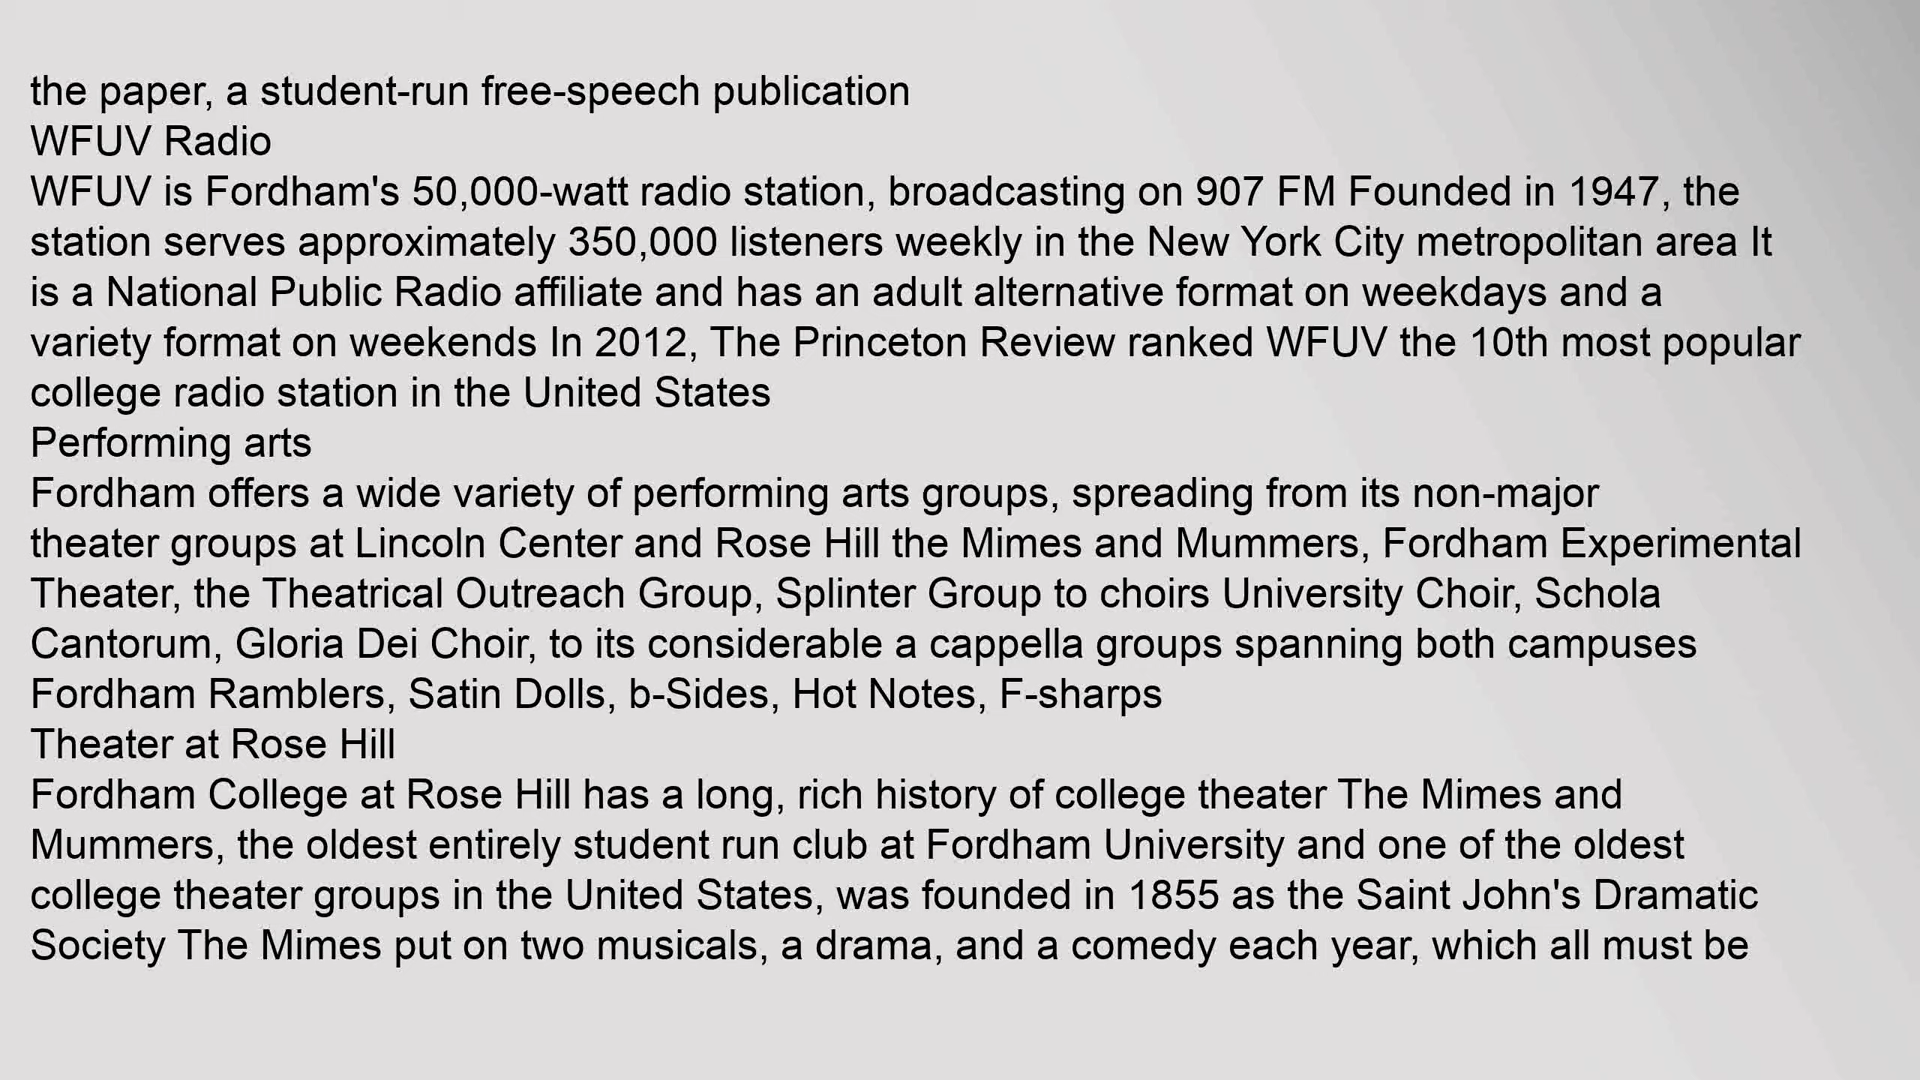 the paper, a student-run free-speech publication
WFUV Radio
WFUV is Fordham's 50,000-watt radio station, broadcasting on 907 FM Founded in 1947, the
station serves approximately 350,000 listeners weekly in the New York City metropolitan area It
is a National Public Radio affiliate and has an adult alternative format on weekdays and a
variety format on weekends In 2012, The Princeton Review ranked WFUV the 10th most popular
college radio station in the United States
Performing arts
Fordham offers a wide variety of performing arts groups, spreading from its non-major
theater groups at Lincoln Center and Rose Hill the Mimes and Mummers, Fordham Experimental
Theater, the Theatrical Outreach Group, Splinter Group to choirs University Choir, Schola
Cantorum, Gloria Dei Choir, to its considerable a cappella groups spanning both campuses
Fordham Ramblers, Satin Dolls, b-Sides, Hot Notes, F-sharps
Theater at Rose Hill
Fordham College at Rose Hill has a long, rich history of college theater The Mimes and
Mummers, the oldest entirely student run club at Fordham University and one of the oldest
college theater groups in the United States, was founded in 1855 as the Saint John's Dramatic
Society The Mimes put on two musicals, a drama, and a comedy each year, which all must be